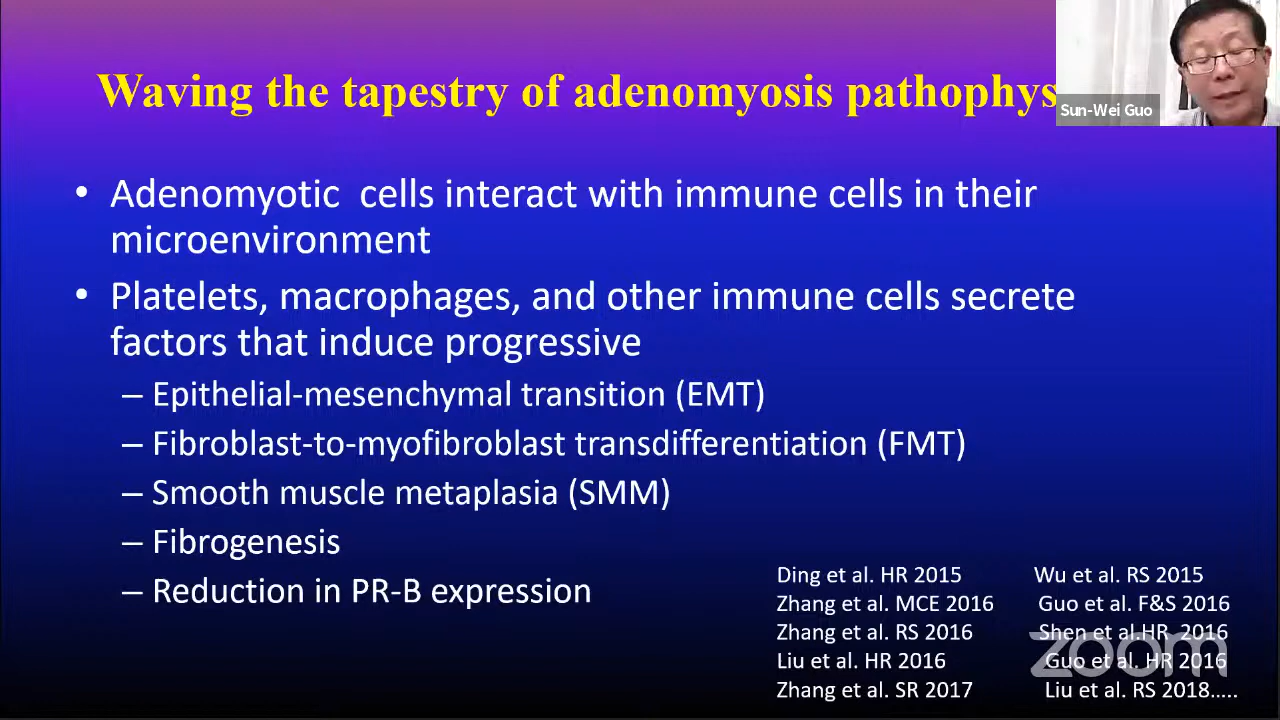 Waving the tapestry of adenomyosis pathophys
Sun-Wei Guo
• Adenomyotic cells interact with immune cells in their
microenvironment
• Platelets, macrophages, and other immune cells secrete
factors that induce progressive
– Epithelial-mesenchymal transition (EMT)
– Fibroblast-to-myofibroblast transdifferentiation (FMT)
– Smooth muscle metaplasia (SMM)
– Fibrogenesis
– Reduction in PR-B expression
Ding et al. HR 2015
Zhang et al. MCE 2016
Zhang et al. RS 2016
Liu et al. HR 2016
Zhang et al. SR 2017
Wu et al. RS 2015
Guo et al. F&S 2016
Shen et al.HR 2016
Guo et al. HR 2016
Liu et al. RS 2018.....
zoom